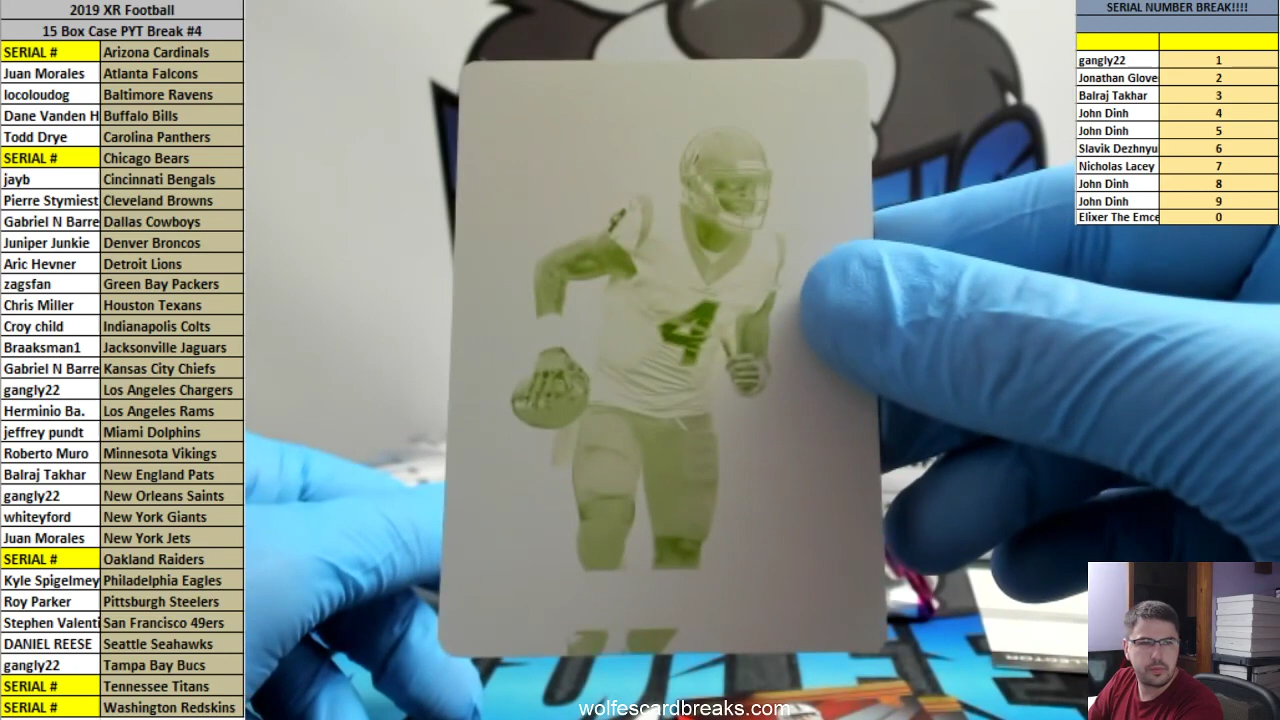 2019 XR Football
15 Box Case PYT Break #4
SERIAL # Arizona Cardinals
Juan Morales Atlanta Falcons
locoloudog Baltimore Ravens
Dane Vanden H Buffalo Bills
Todd Drye Carolina Panthers
SERIAL # Chicago Bears
jayb Cincinnati Bengals
Pierre Stymiest Cleveland Browns
Gabriel N Barre Dallas Cowboys
Juniper Junkie Denver Broncos
Aric Hevner Detroit Lions
zagsfan Green Bay Packers
Chris Miller Houston Texans
Croy child Indianapolis Colts
Braaksman1 Jacksonville Jaguars
Gabriel N Barre Kansas City Chiefs
gangly22 Los Angeles Chargers
Herminio Ba. Los Angeles Rams
jeffrey pundt Miami Dolphins
Roberto Muro Minnesota Vikings
Balraj Takhar New England Pats
gangly22 New Orleans Saints
whiteyford New York Giants
Juan Morales New York Jets
SERIAL # Oakland Raiders
Kyle Spigelmey Philadelphia Eagles
Roy Parker Pittsburgh Steelers
Stephen Valenti San Francisco 49ers
DANIEL REESE Seattle Seahawks
gangly22 Tampa Bay Bucs
SERIAL # Tennessee Titans
SERIAL # Washington Redskins
4
wolfescardbreaks.com
SERIAL NUMBER BREAK!!!!
gangly22 1
Jonathan Glove 2
Balraj Takhar 3
John Dinh 4
John Dinh 5
Slavik Dezhnyu 6
Nicholas Lacey 7
John Dinh 8
John Dinh 9
Elixer The Emce 0